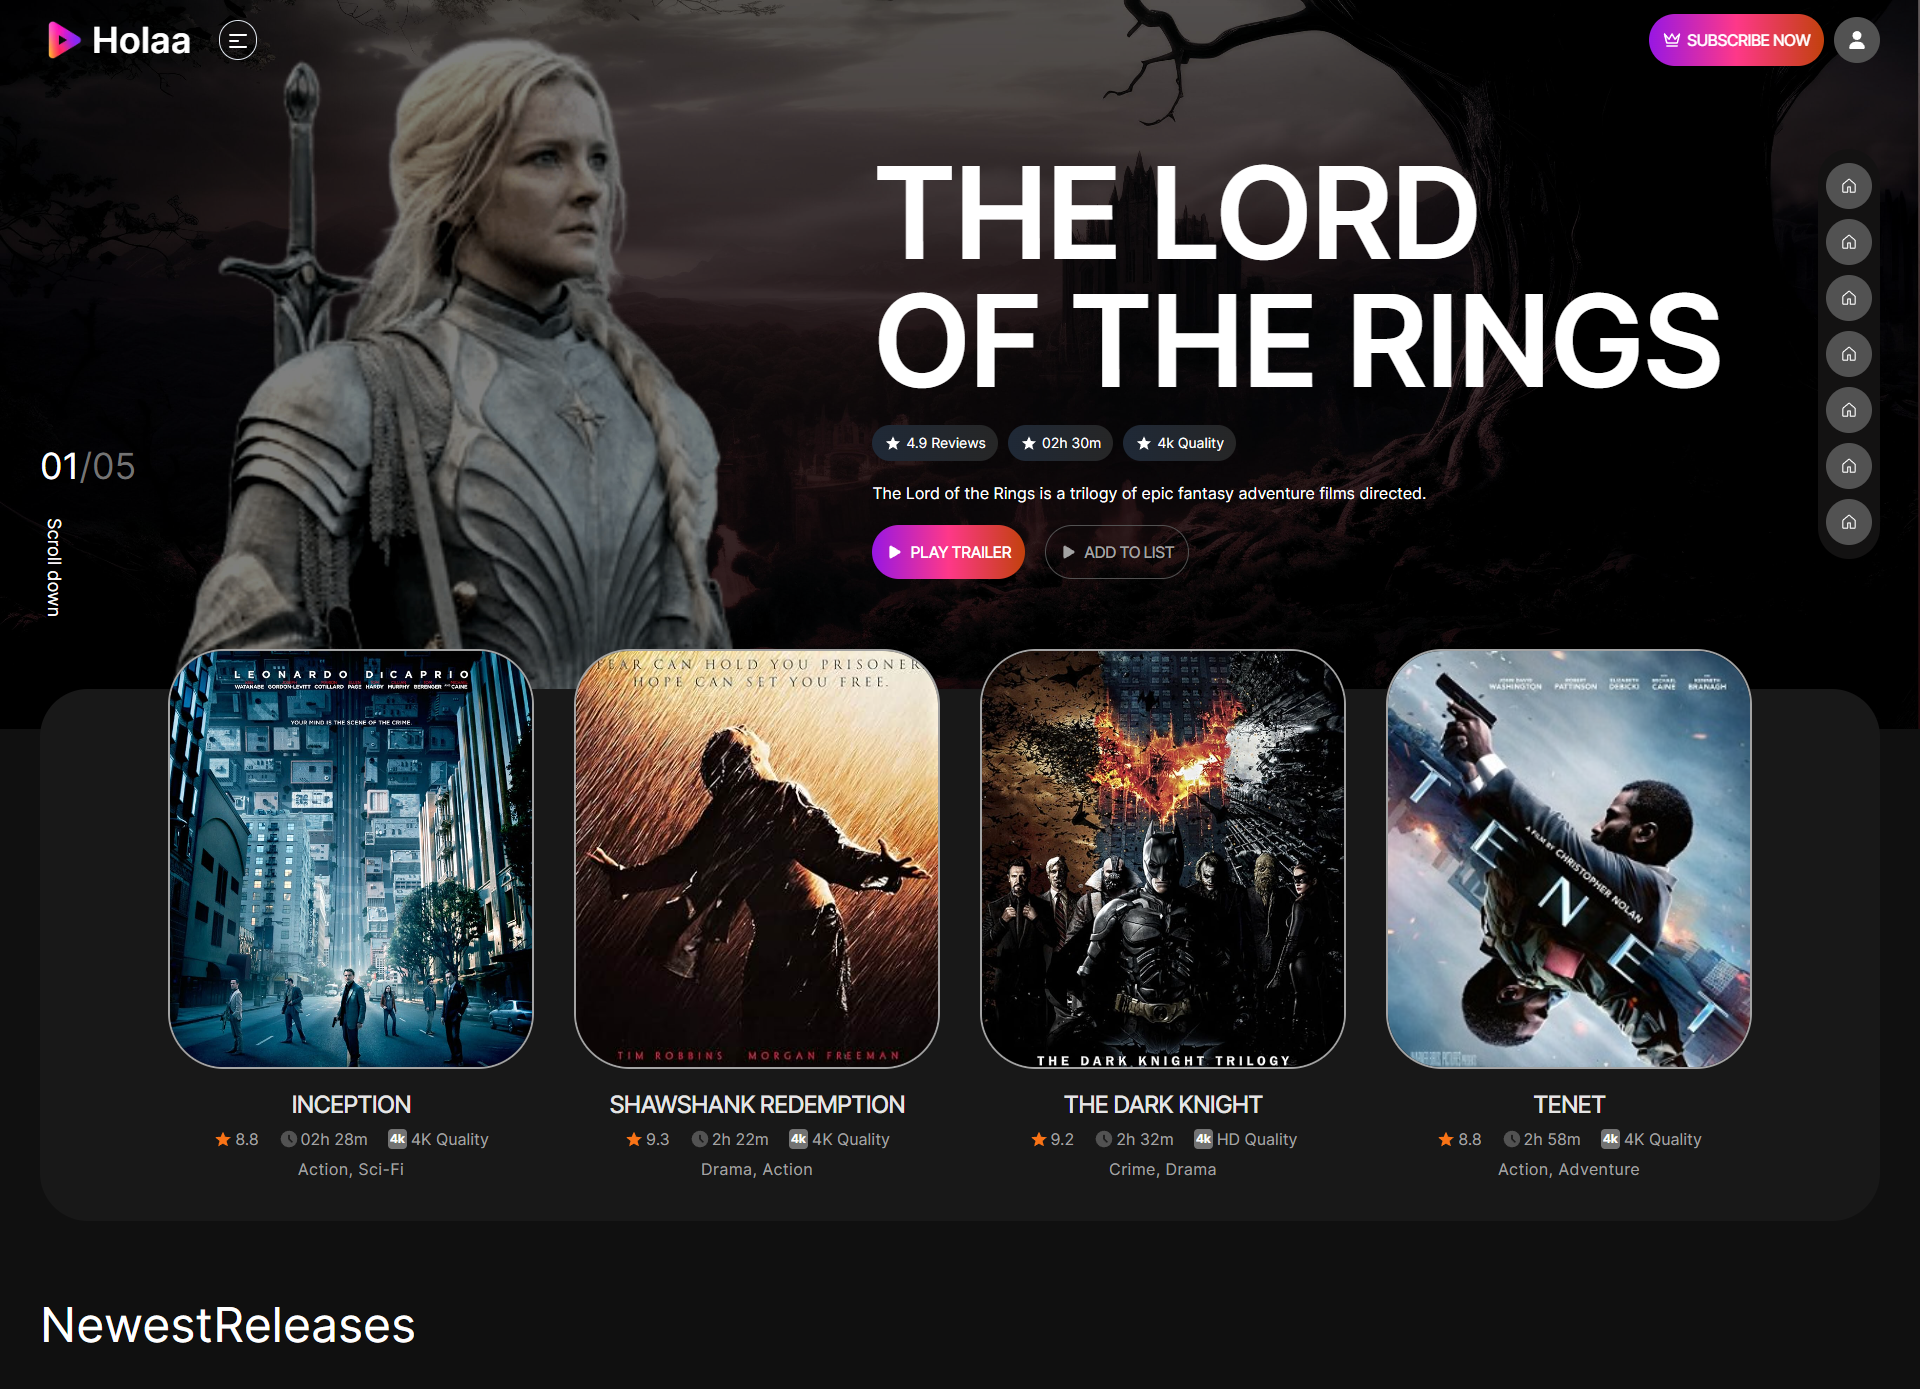 Holaa
SUBSCRIBE NOW
THE LORD
OF THE RINGS
4.9 Reviews
02h 30m
4k Quality
01/05
The Lord of the Rings is a trilogy of epic fantasy adventure films directed.
PLAY TRAILER
ADD TO LIST
Scroll down
LEONARDO DiCAPRIO
WATANABE GORDON-LEVITT COTILLARD PAGE HARDY MURPHY BERENGER AND CAINE
YOUR MIND IS THE SCENE OF THE CRIME.
FEAR CAN HOLD YOU PRISONER
HOPE CAN SET YOU FREE.
TIM ROBBINS MORGAN FREEMAN
THE DARK KNIGHT TRILOGY
JOHN DAVID WASHINGTON ROBERT PATTINSON ELIZABETH DEBICKI MICHAEL CAINE KENNETH BRANAGH
A FILM BY CHRISTOPHER NOLAN
TENET
INCEPTION
8.8 02h 28m 4k 4K Quality
Action, Sci-Fi
SHAWSHANK REDEMPTION
9.3 2h 22m 4k 4K Quality
Drama, Action
THE DARK KNIGHT
9.2 2h 32m 4k HD Quality
Crime, Drama
TENET
8.8 2h 58m 4k 4K Quality
Action, Adventure
NewestReleases